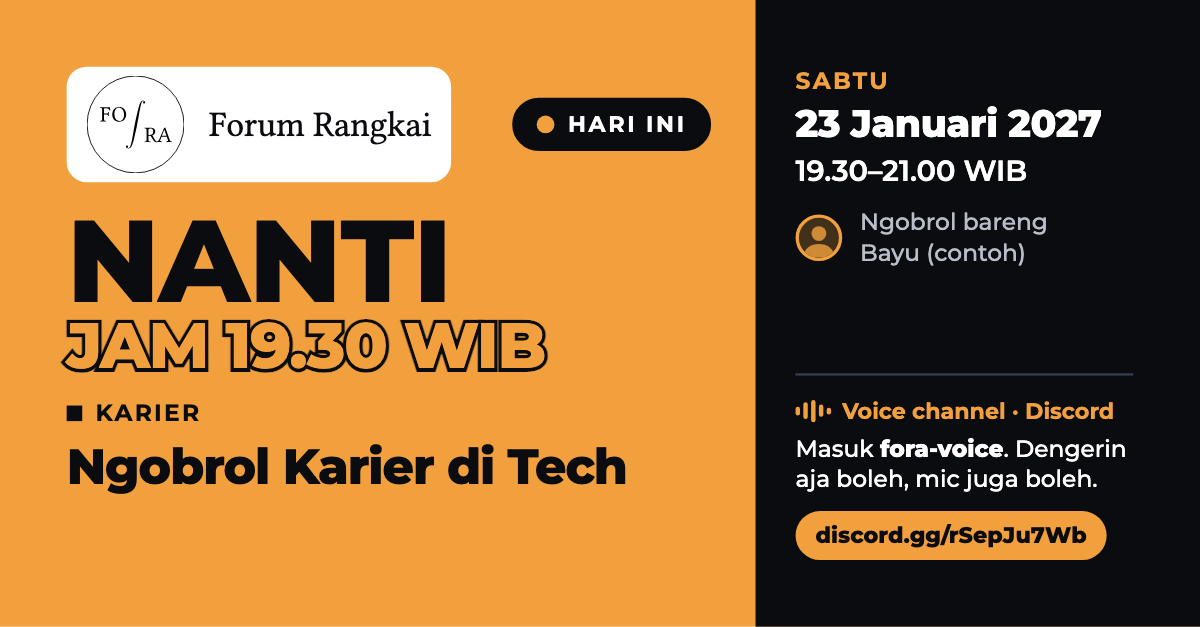 FO
RA
Forum Rangkai
HARI INI
NANTI
JAM 19.30 WIB
KARIER
Ngobrol Karier di Tech
SABTU
23 Januari 2027
19.30–21.00 WIB
Ngobrol bareng
Bayu (contoh)
Voice channel · Discord
Masuk fora-voice. Dengerin
aja boleh, mic juga boleh.
discord.gg/rSepJu7Wb